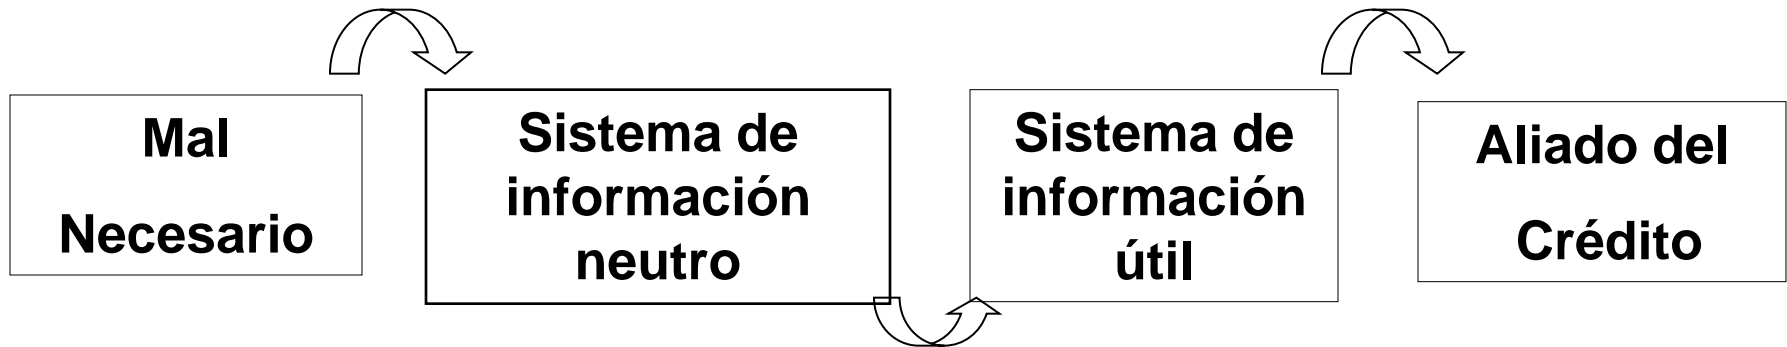 Mal
Necesario
Sistema de
información
neutro
Sistema de
información
útil
Aliado del
Crédito